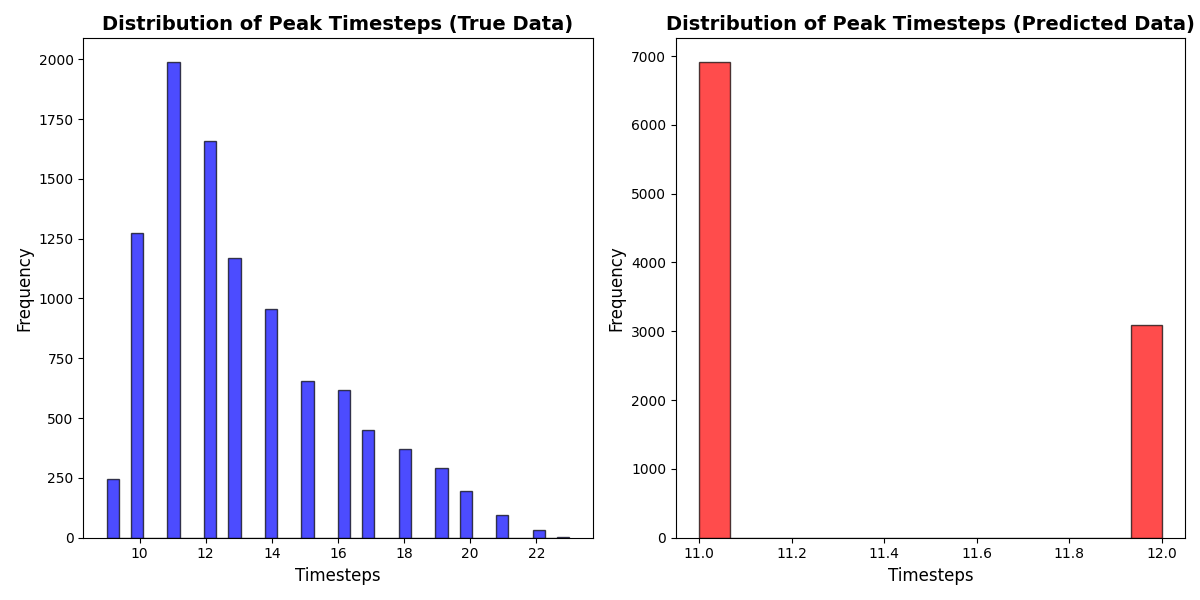 Distribution of Peak Timesteps (True Data)
2000
1750
1500
1250
1000
750
500
250
0
Frequency
10 12 14 16 18 20 22
Timesteps
Distribution of Peak Timesteps (Predicted Data)
7000
6000
5000
4000
3000
2000
1000
0
Frequency
11.0 11.2 11.4 11.6 11.8 12.0
Timesteps